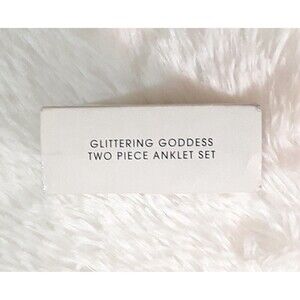 GLITTERING GODDESS
TWO PIECE ANKLET SET